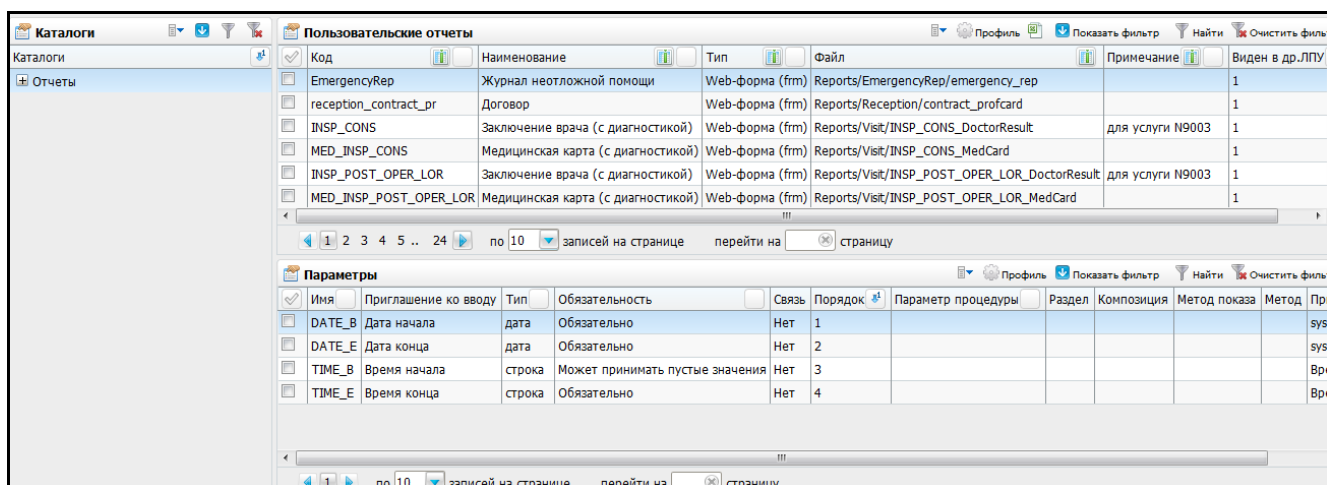 Каталоги
Каталоги
Отчеты
Пользовательские отчеты Профиль Показать фильтр Найти Очистить филь
Код Наименование Тип Файл Примечание Виден в др.ЛПУ
EmergencyRep Журнал неотложной помощи Web-форма (frm) Reports/EmergencyRep/emergency_rep 1
reception_contract_pr Договор Web-форма (frm) Reports/Reception/contract_profcard 1
INSP_CONS Заключение врача (с диагностикой) Web-форма (frm) Reports/Visit/INSP_CONS_DoctorResult для услуги N9003 1
MED_INSP_CONS Медицинская карта (с диагностикой) Web-форма (frm) Reports/Visit/INSP_CONS_MedCard 1
INSP_POST_OPER_LOR Заключение врача (с диагностикой) Web-форма (frm) Reports/Visit/INSP_POST_OPER_LOR_DoctorResult для услуги N9003 1
MED_INSP_POST_OPER_LOR Медицинская карта (с диагностикой) Web-форма (frm) Reports/Visit/INSP_POST_OPER_LOR_MedCard 1
1 2 3 4 5 .. 24 по 10 записей на странице перейти на страницу
Параметры Профиль Показать фильтр Найти Очистить филь
Имя Приглашение ко вводу Тип Обязательность Связь Порядок Параметр процедуры Раздел Композиция Метод показа Метод Пр
DATE_B Дата начала дата Обязательно Нет 1 sys
DATE_E Дата конца дата Обязательно Нет 2 sys
TIME_B Время начала строка Может принимать пустые значения Нет 3 Вре
TIME_E Время конца строка Обязательно Нет 4 Вре
1 по 10 записей на странице перейти на страницу